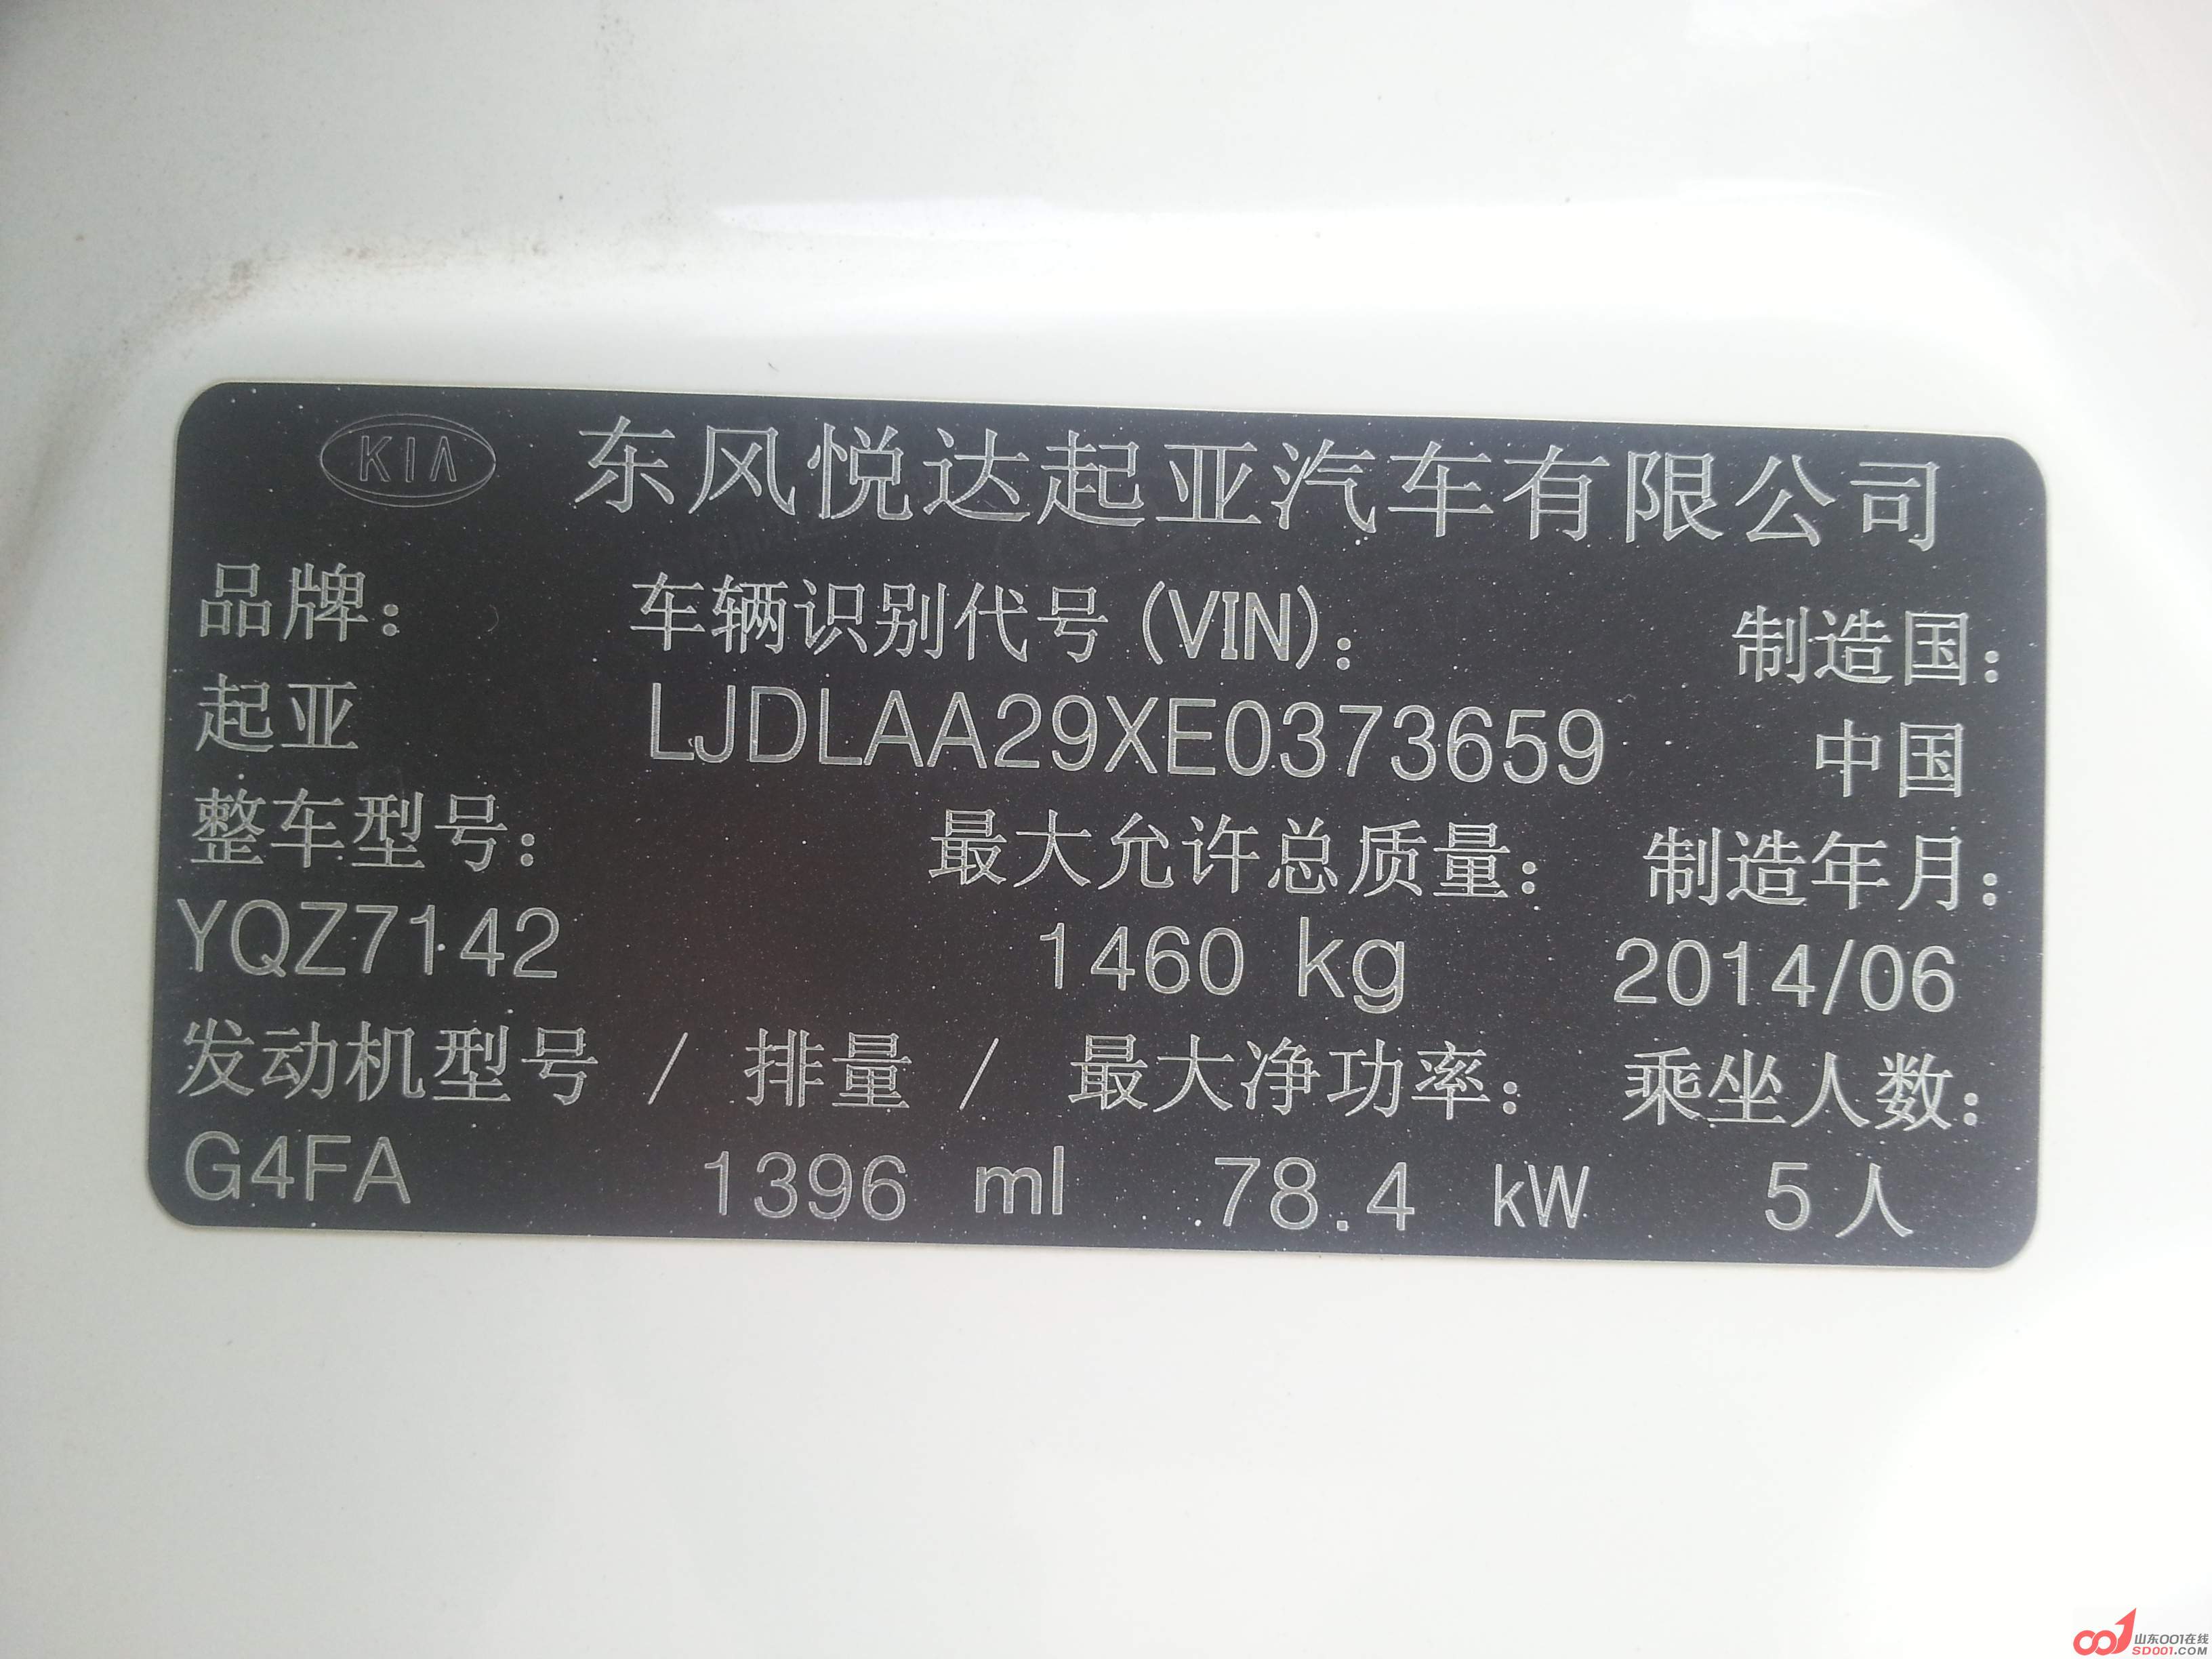 KIA 东风悦达起亚汽车有限公司
品牌: 车辆识别代号 (VIN): 制造国:
起亚 LJDLAA29XE0373659 中国
整车型号: 最大允许总质量: 制造年月:
YQZ7142 1460 kg 2014/06
发动机型号 / 排量 / 最大净功率: 乘坐人数:
G4FA 1396 ml 78.4 kW 5人
001 山东001在线
SD001.COM